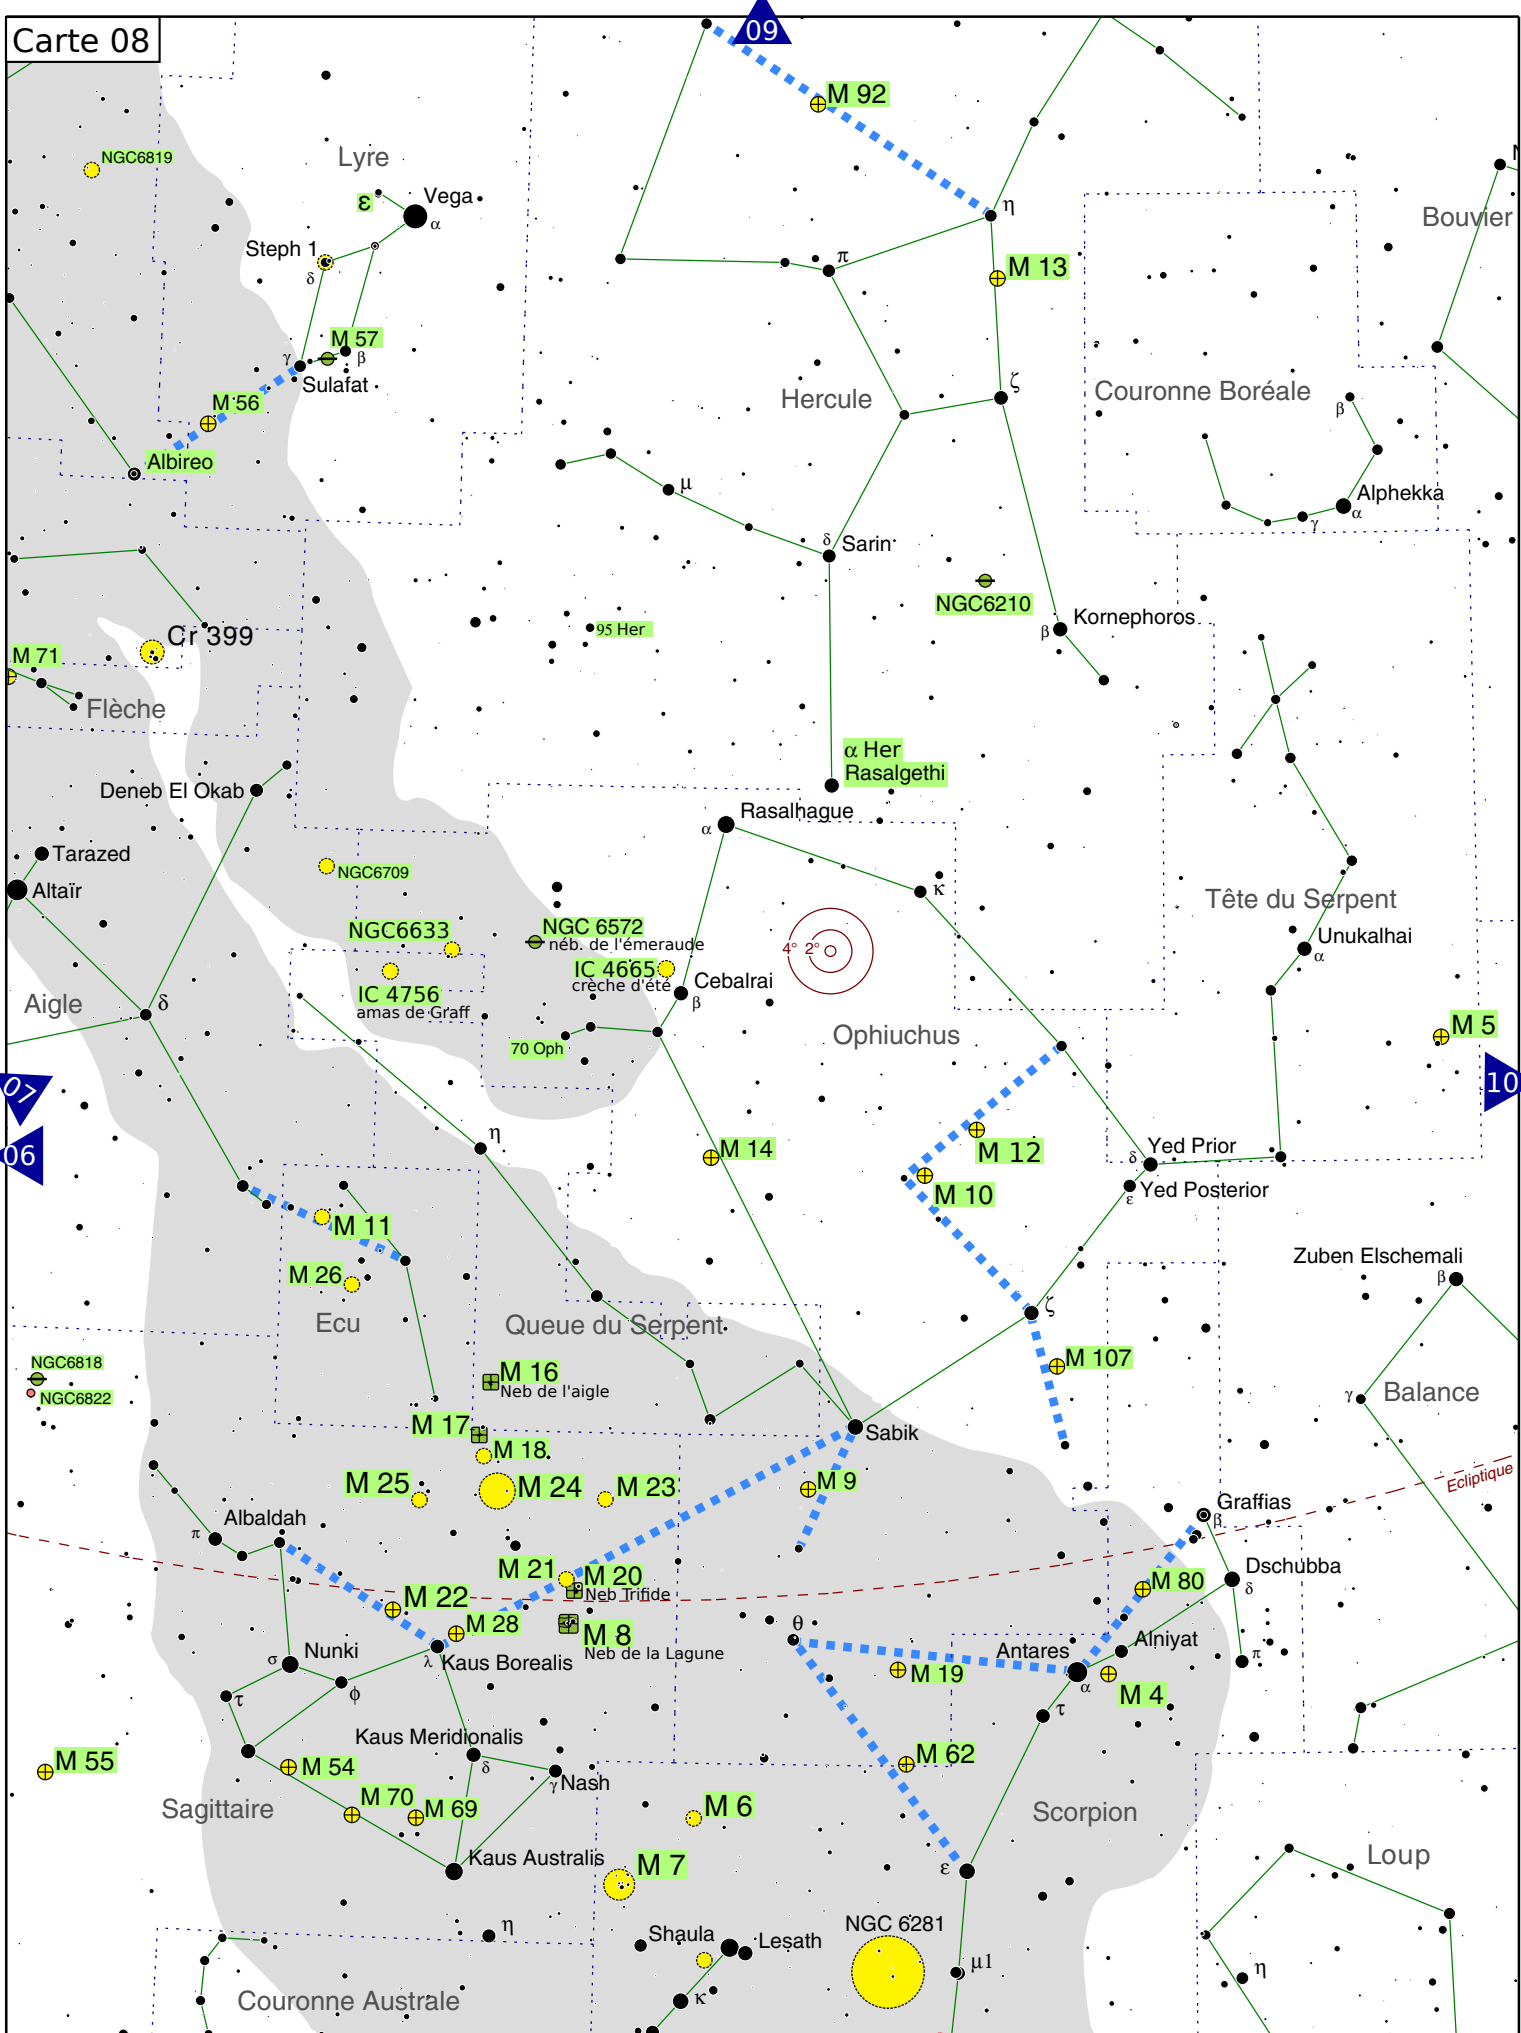 Carte 08
09
M 92
NGC6819
Lyre
ε
Vega
α
η
Bouvier
Steph 1
δ
π
M 13
M 57
γ
β
Sulafat
ζ
Hercule
Couronne Boréale
M 56
β
Albireo
μ
Alphekka
α
γ
δ
Sarin
NGC6210
Cr 399
95 Her
Kornephoros
β
M 71
Flèche
α Her
Rasalgethi
Deneb El Okab
Rasalhague
α
Tarazed
NGC6709
Altaïr
κ
Tête du Serpent
NGC6633
NGC 6572
néb. de l'émeraude
4° 2°
Unukalhai
α
IC 4665
crèche d'été
Cebalrai
β
IC 4756
amas de Graff
Aigle
δ
Ophiuchus
M 5
70 Oph
07
10
η
M 14
M 12
Yed Prior
δ
06
M 10
Yed Posterior
ε
M 11
Zuben Elschemali
β
M 26
Ecu
Queue du Serpent
ζ
NGC6818
NGC6822
M 16
Neb de l'aigle
M 107
γ
Balance
M 17
Sabik
M 18
M 25
M 24
M 23
M 9
Ecliptique
Albaldah
π
Graffias
β
M 21
M 20
Neb Trifide
Dschubba
δ
M 80
M 22
M 28
M 8
Neb de la Lagune
θ
Antares
α
Alniyat
π
Nunki
σ
λ
Kaus Borealis
M 19
M 4
τ
φ
τ
Kaus Meridionalis
δ
M 55
M 54
γ
Nash
M 62
M 70
M 69
M 6
Sagittaire
Scorpion
Kaus Australis
M 7
ε
Loup
η
Shaula
Lesath
NGC 6281
μ1
η
Couronne Australe
κ